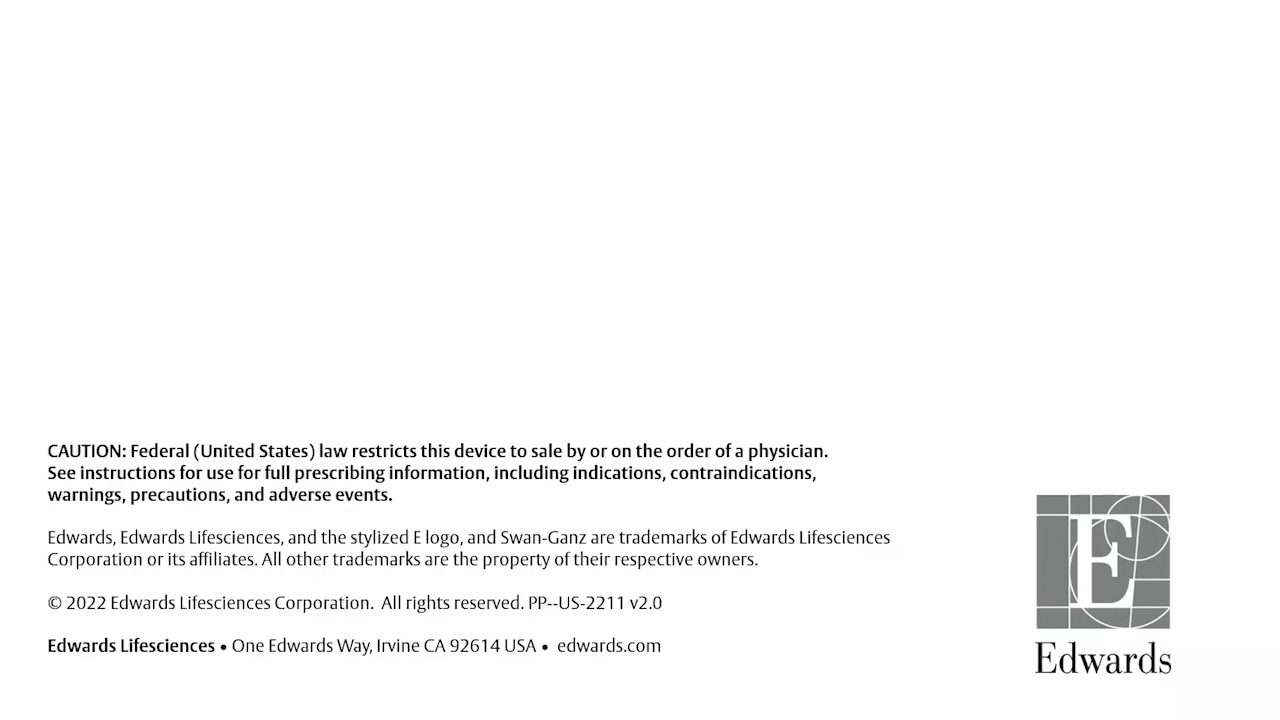 CAUTION: Federal (United States) law restricts this device to sale by or on the order of a physician.
See instructions for use for full prescribing information, including indications, contraindications,
warnings, precautions, and adverse events.
Edwards, Edwards Lifesciences, and the stylized E logo, and Swan-Ganz are trademarks of Edwards Lifesciences
Corporation or its affiliates. All other trademarks are the property of their respective owners.
© 2022 Edwards Lifesciences Corporation. All rights reserved. PP--US-2211 v2.0
Edwards Lifesciences • One Edwards Way, Irvine CA 92614 USA • edwards.com
E
Edwards